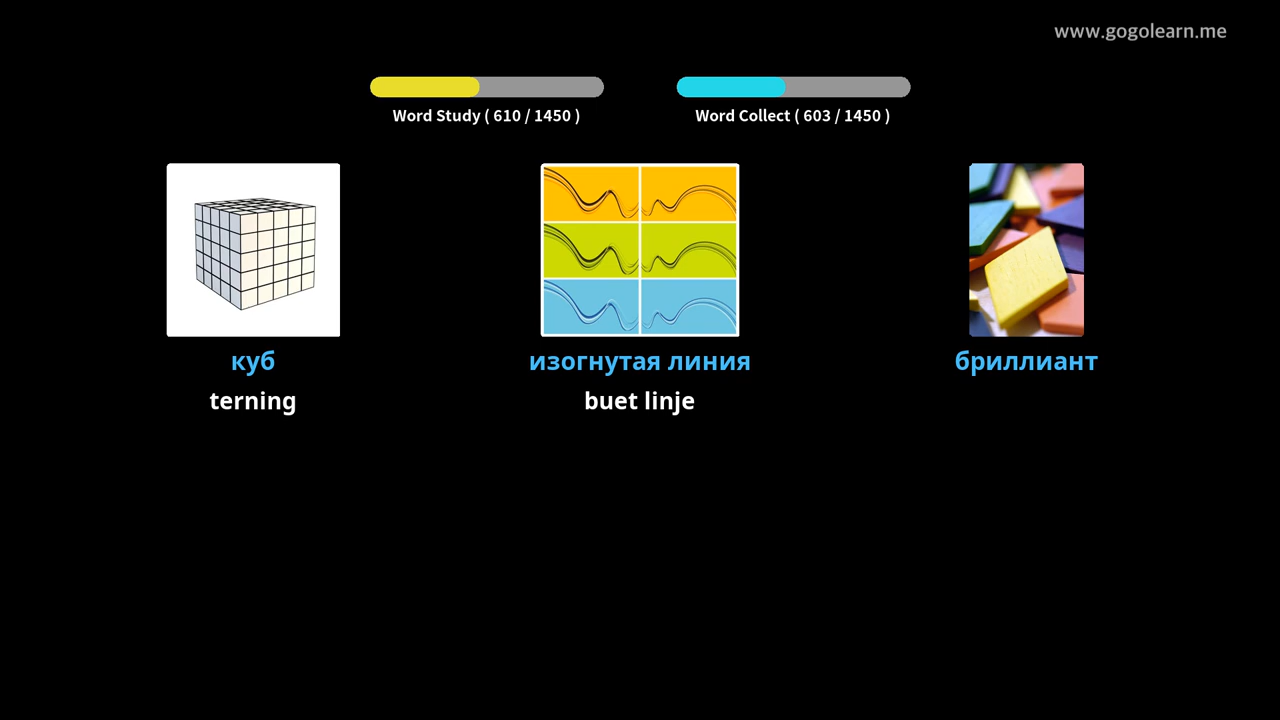 www.gogolearn.me
Word Study ( 610 / 1450 )
Word Collect ( 603 / 1450 )
куб
изогнутая линия
бриллиант
terning
buet linje